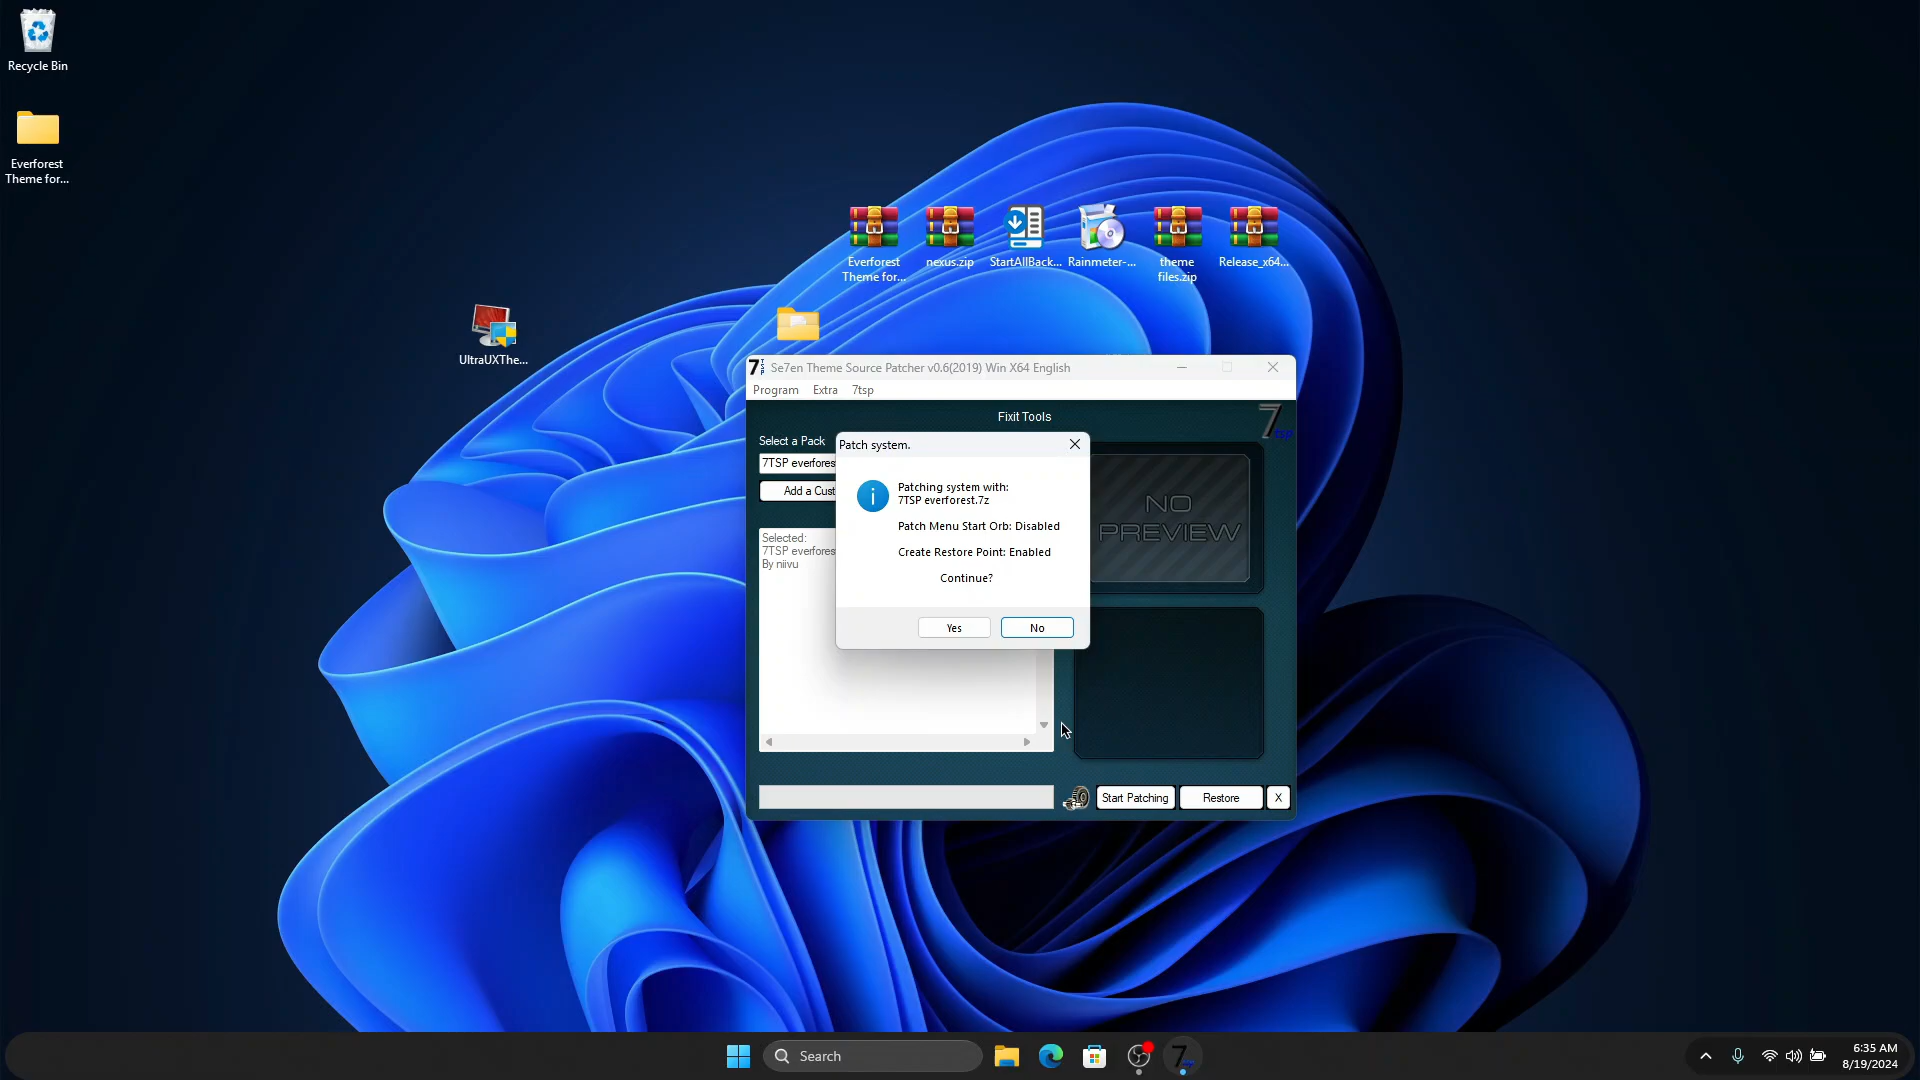 Recycle Bin
Everforest
Theme for...
Everforest
Theme for...
nexus.zip
StartAllBack...
Rainmeter-...
theme
files.zip
Release_x64...
UltraUXThe...
7TSP
Se7en Theme Source Patcher v0.6(2019) Win X64 English
Program
Extra
7tsp
Fixit Tools
7tsp
Select a Pack
7TSP everfores
Add a Cust
Selected:
7TSP everfores
By niivu
NO
PREVIEW
Patch system.
Patching system with:
7TSP everforest.7z
Patch Menu Start Orb: Disabled
Create Restore Point: Enabled
Continue?
Yes
No
Start Patching
Restore
X
Search
6:35 AM
8/19/2024